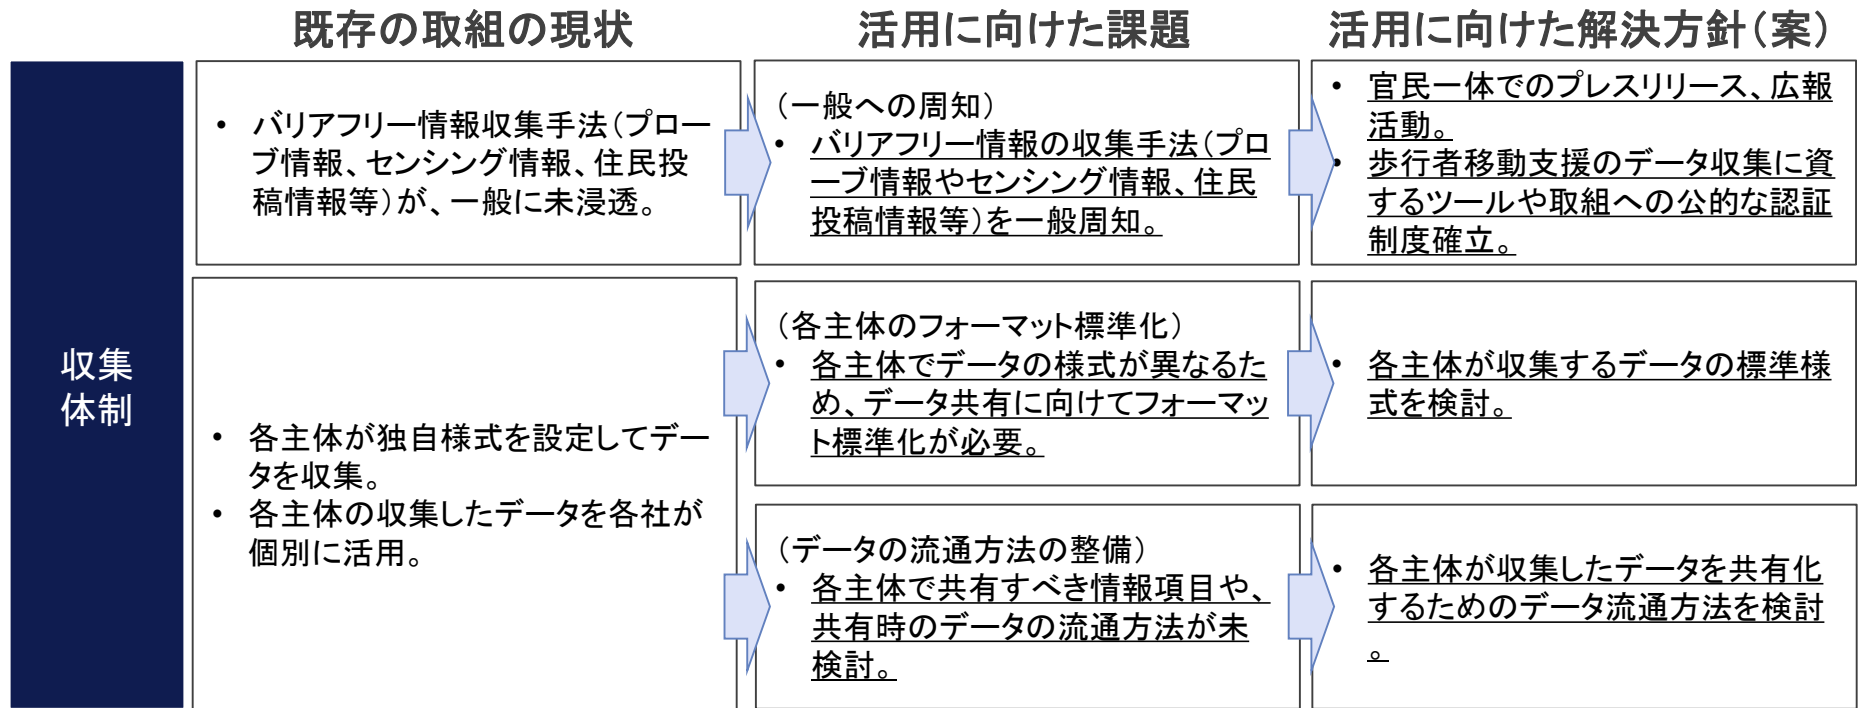 既存の取組の現状
活用に向けた課題
活用に向けた解決方針(案)
収集
体制
• バリアフリー情報収集手法(プロー
ブ情報、センシング情報、住民投
稿情報等)が、一般に未浸透。
(一般への周知)
• バリアフリー情報の収集手法(プロ
ーブ情報やセンシング情報、住民
投稿情報等)を一般周知。
• 官民一体でのプレスリリース、広報
活動。
• 歩行者移動支援のデータ収集に資
するツールや取組への公的な認証
制度確立。
• 各主体が独自様式を設定してデー
タを収集。
• 各主体の収集したデータを各社が
個別に活用。
(各主体のフォーマット標準化)
• 各主体でデータの様式が異なるた
め、データ共有に向けてフォーマッ
ト標準化が必要。
• 各主体が収集するデータの標準様
式を検討。
(データの流通方法の整備)
• 各主体で共有すべき情報項目や、
共有時のデータの流通方法が未
検討。
• 各主体が収集したデータを共有化
するためのデータ流通方法を検討
。